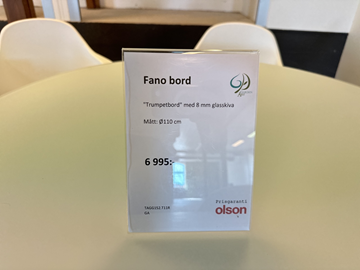 Fano bord
"Trumpetbord" med 8 mm glasskiva
Mått: Ø110 cm
6 995:-
Prisgaranti
olson